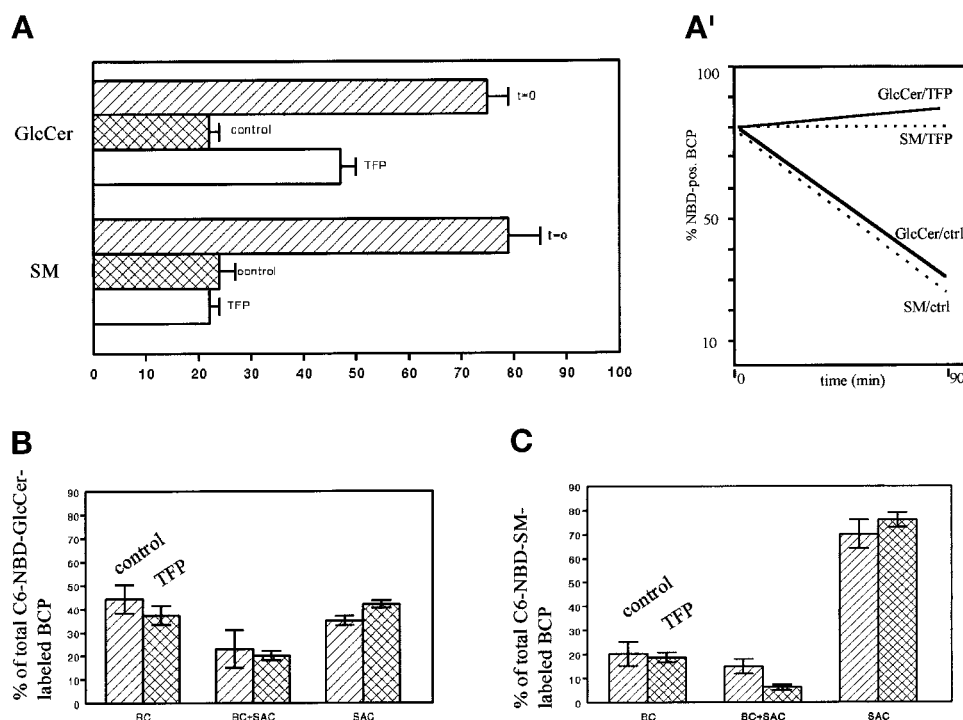 A
GlcCer
t=0
control
TFP
SM
t=o
control
TFP
0 10 20 30 40 50 60 70 80 90 100
A'
% NBD-pos. BCP
100
50
10
GlcCer/TFP
SM/TFP
GlcCer/ctrl
SM/ctrl
0 time (min) 90
B
% of total C6-NBD-GlcCer-
labeled BCP
90
80
70
60
50
40
30
20
10
0
control
TFP
BC BC+SAC SAC
C
% of total C6-NBD-SM-
labeled BCP
90
80
70
60
50
40
30
20
10
0
control
TFP
BC BC+SAC SAC